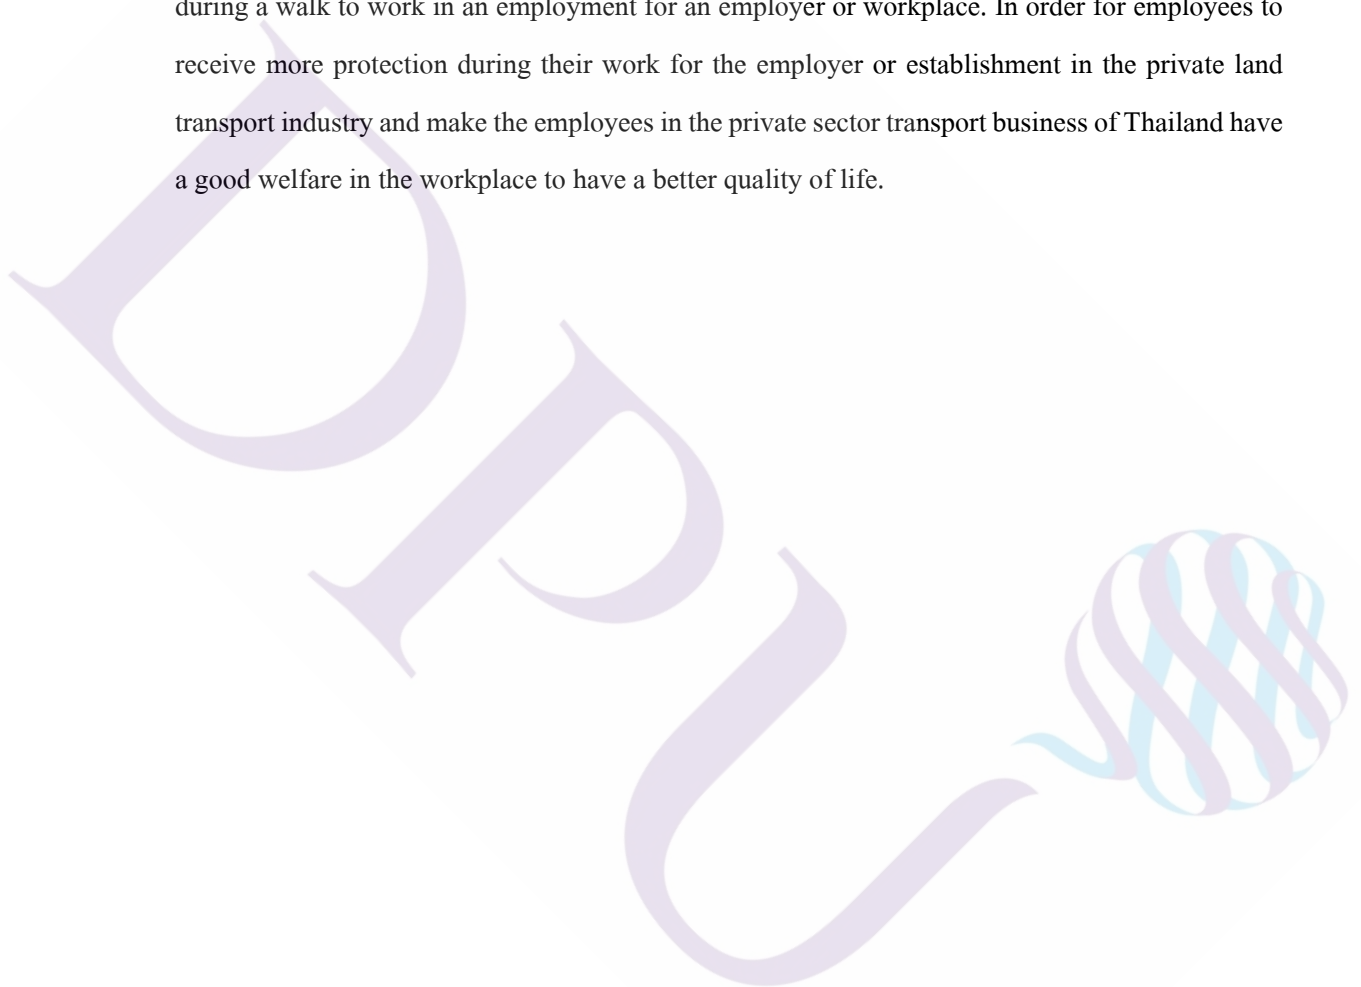 during a walk to work in an employment for an employer or workplace. In order for employees to
receive more protection during their work for the employer or establishment in the private land
transport industry and make the employees in the private sector transport business of Thailand have
a good welfare in the workplace to have a better quality of life.
DPU